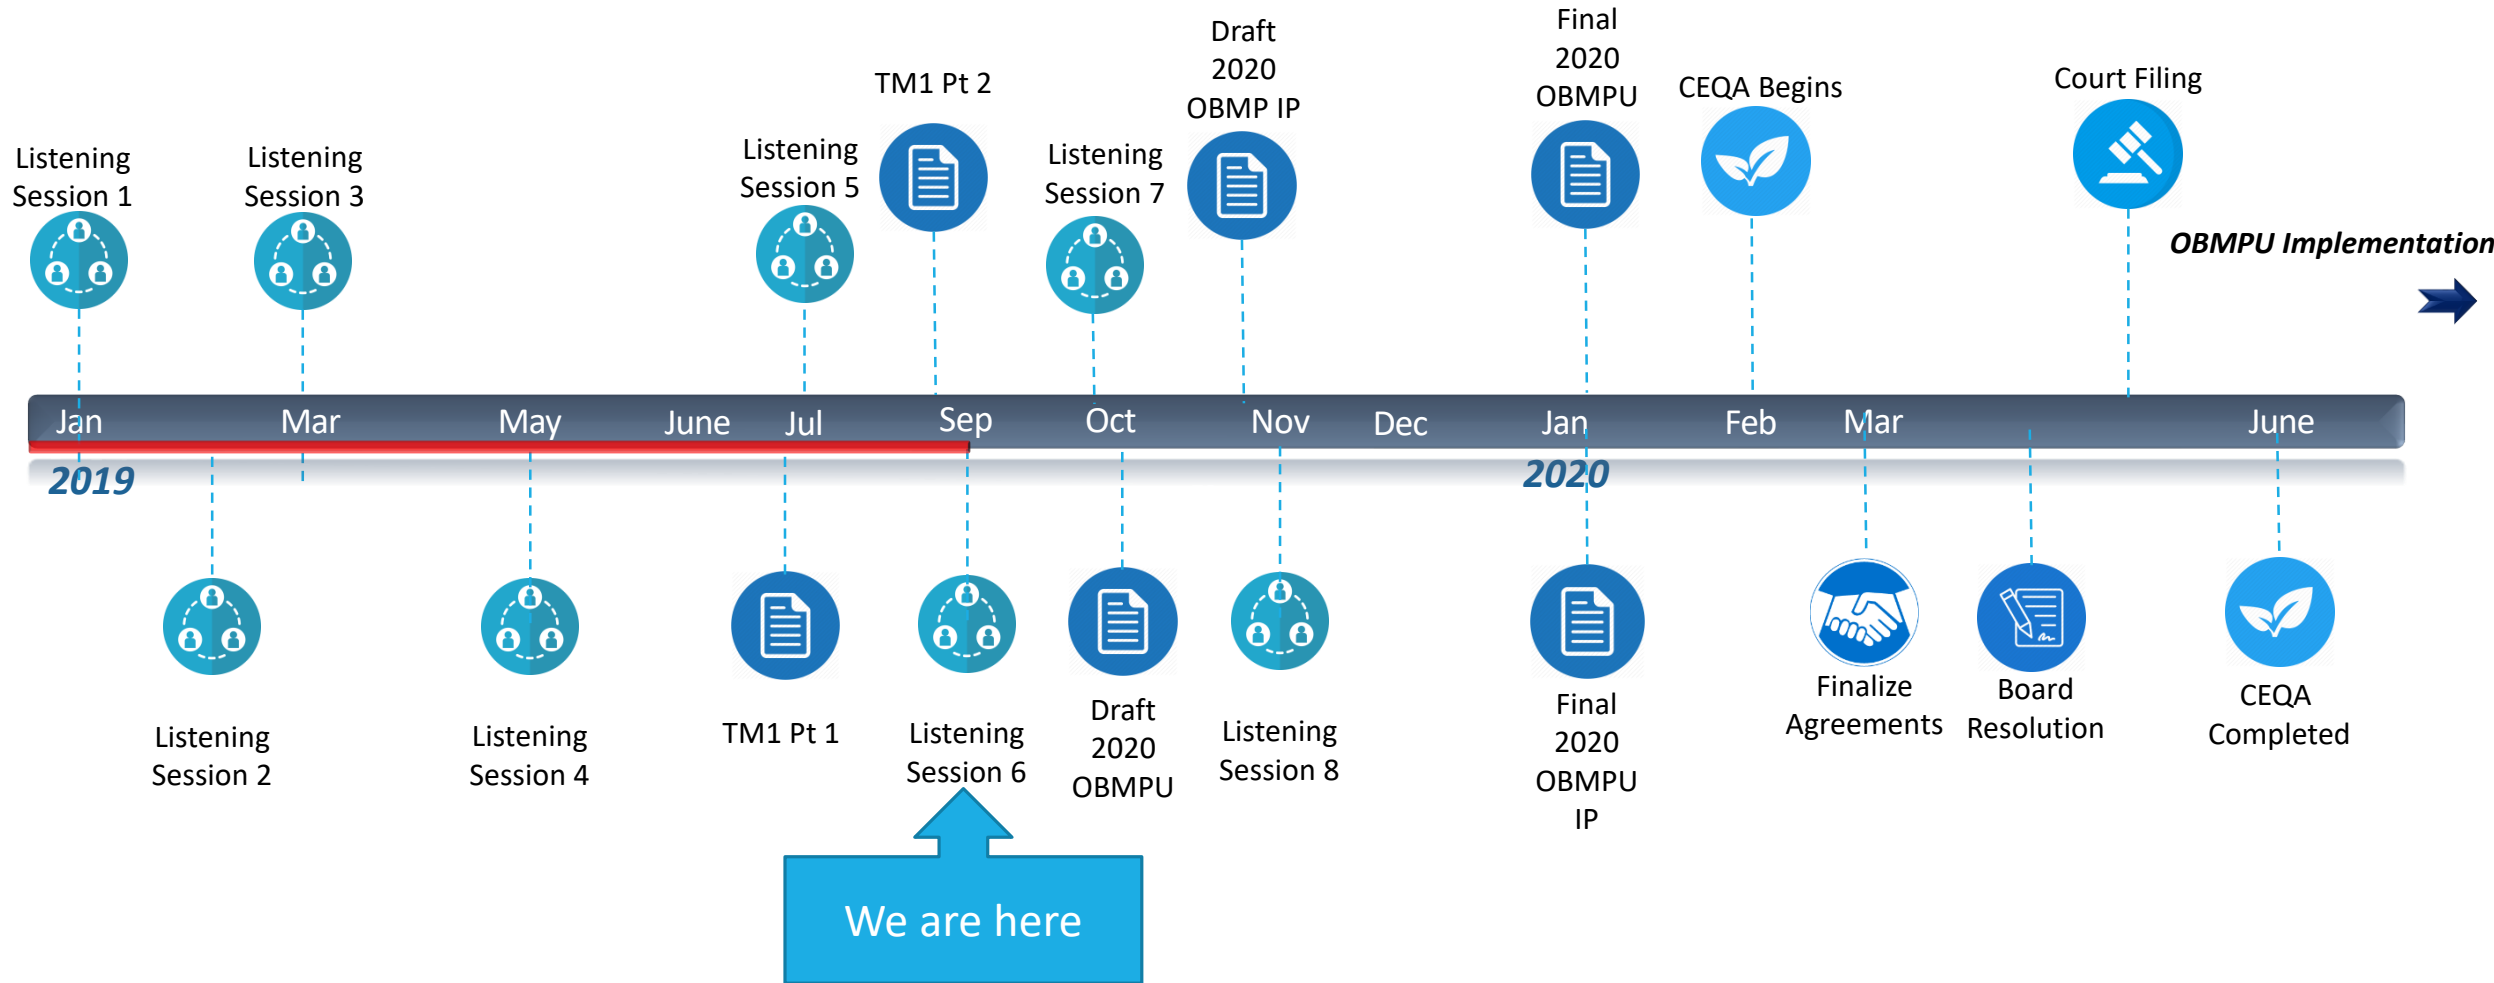 Listening
Session 1
Listening
Session 3
Listening
Session 5
TM1 Pt 2
Listening
Session 7
Draft
2020
OBMP IP
Final
2020
OBMPU
CEQA Begins
Court Filing
OBMPU Implementation
Jan
Mar
May
June
Jul
Sep
Oct
Nov
Dec
Jan
Feb
Mar
June
2019
2020
Listening
Session 2
Listening
Session 4
TM1 Pt 1
Listening
Session 6
Draft
2020
OBMPU
Listening
Session 8
Final
2020
OBMPU
IP
Finalize
Agreements
Board
Resolution
CEQA
Completed
We are here